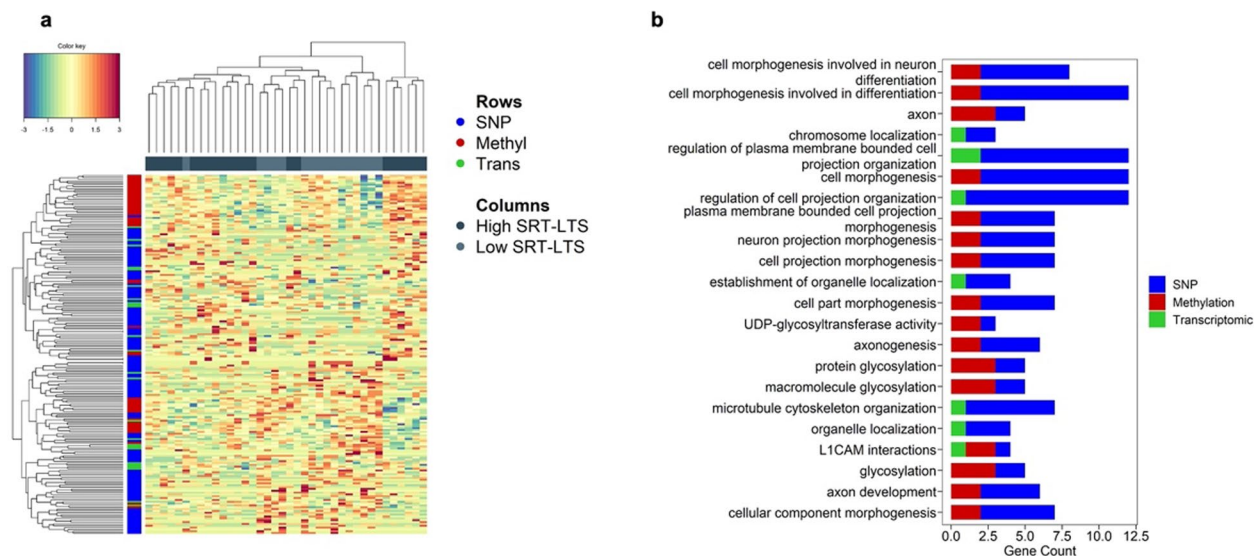 a
Color key
-3 -1.5 0 1.5 3
Rows
SNP
Methyl
Trans
Columns
High SRT-LTS
Low SRT-LTS
b
cell morphogenesis involved in neuron
differentiation
cell morphogenesis involved in differentiation
axon
chromosome localization
regulation of plasma membrane bounded cell
projection organization
cell morphogenesis
regulation of cell projection organization
plasma membrane bounded cell projection
morphogenesis
neuron projection morphogenesis
cell projection morphogenesis
establishment of organelle localization
cell part morphogenesis
UDP-glycosyltransferase activity
axonogenesis
protein glycosylation
macromolecule glycosylation
microtubule cytoskeleton organization
organelle localization
L1CAM interactions
glycosylation
axon development
cellular component morphogenesis
0.0 2.5 5.0 7.5 10.0 12.5
Gene Count
SNP
Methylation
Transcriptomic